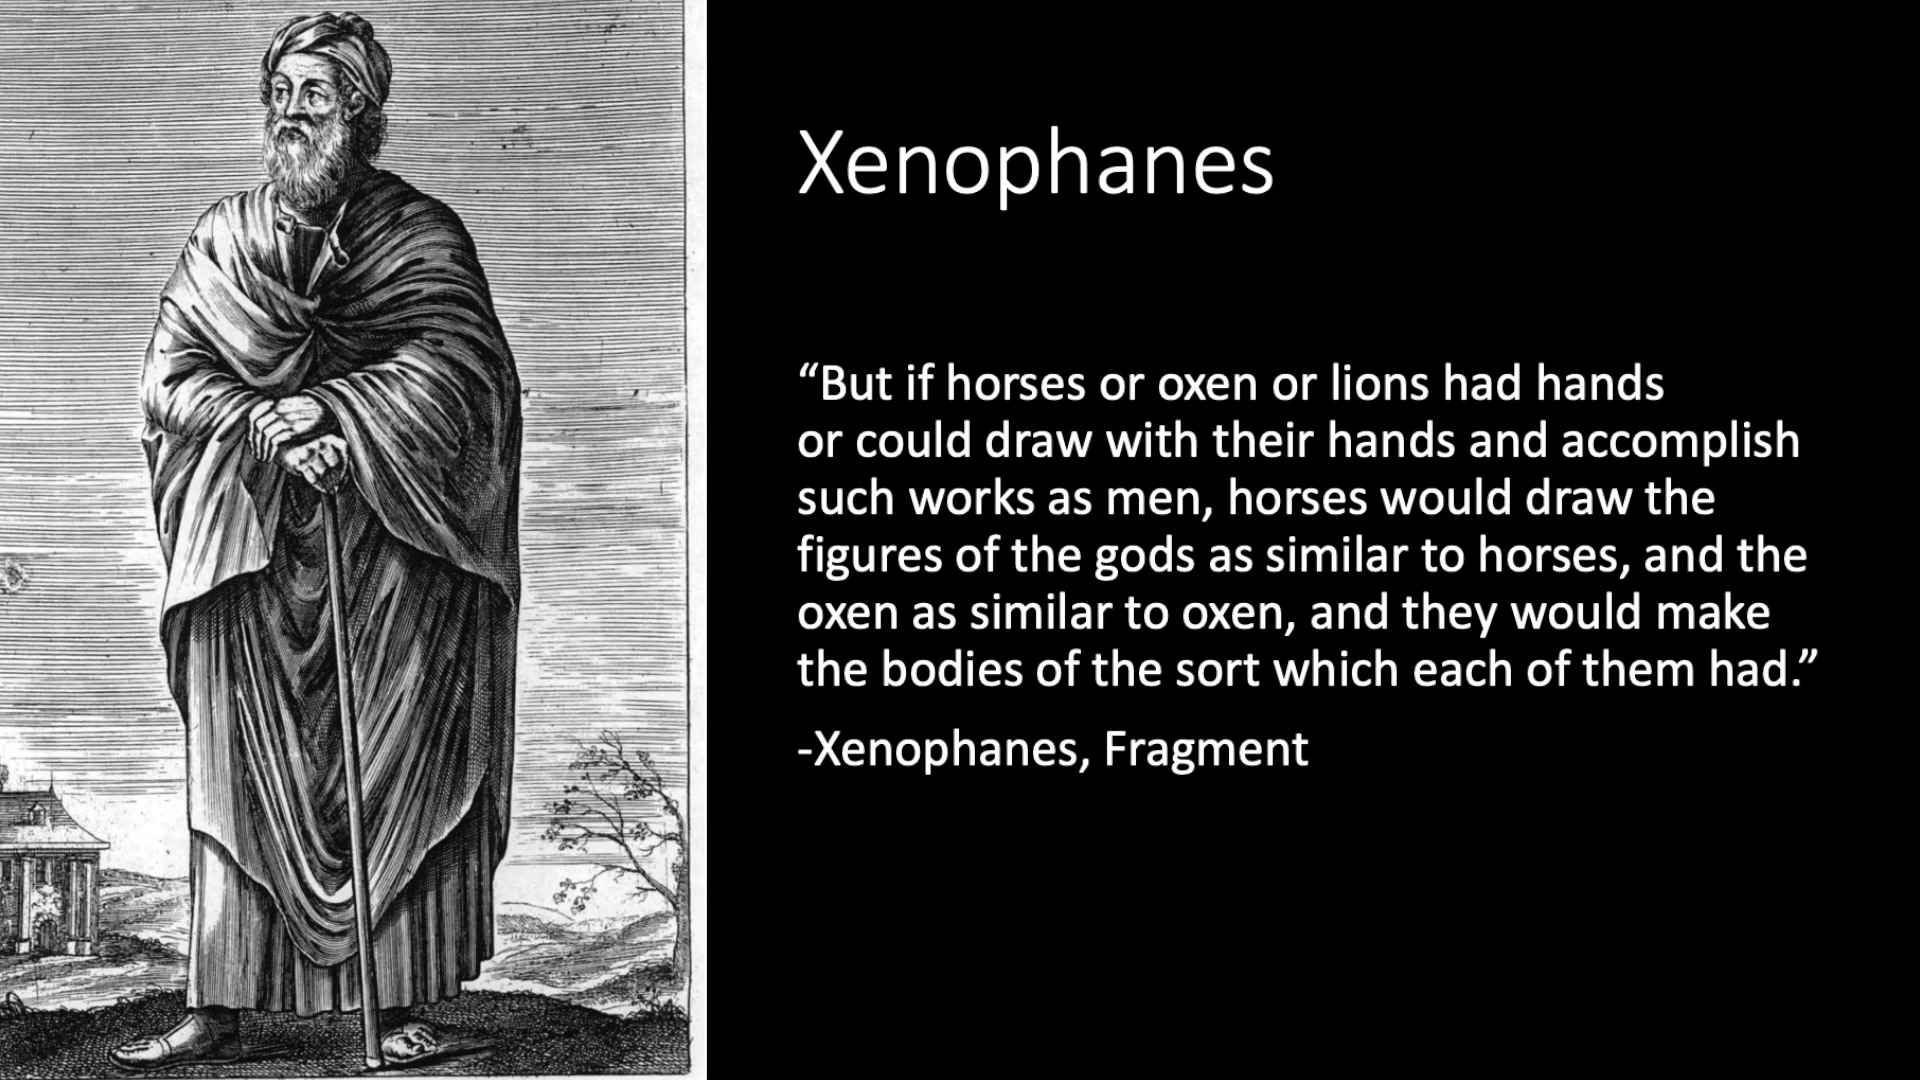 Xenophanes
“But if horses or oxen or lions had hands
or could draw with their hands and accomplish
such works as men, horses would draw the
figures of the gods as similar to horses, and the
oxen as similar to oxen, and they would make
the bodies of the sort which each of them had.”
-Xenophanes, Fragment